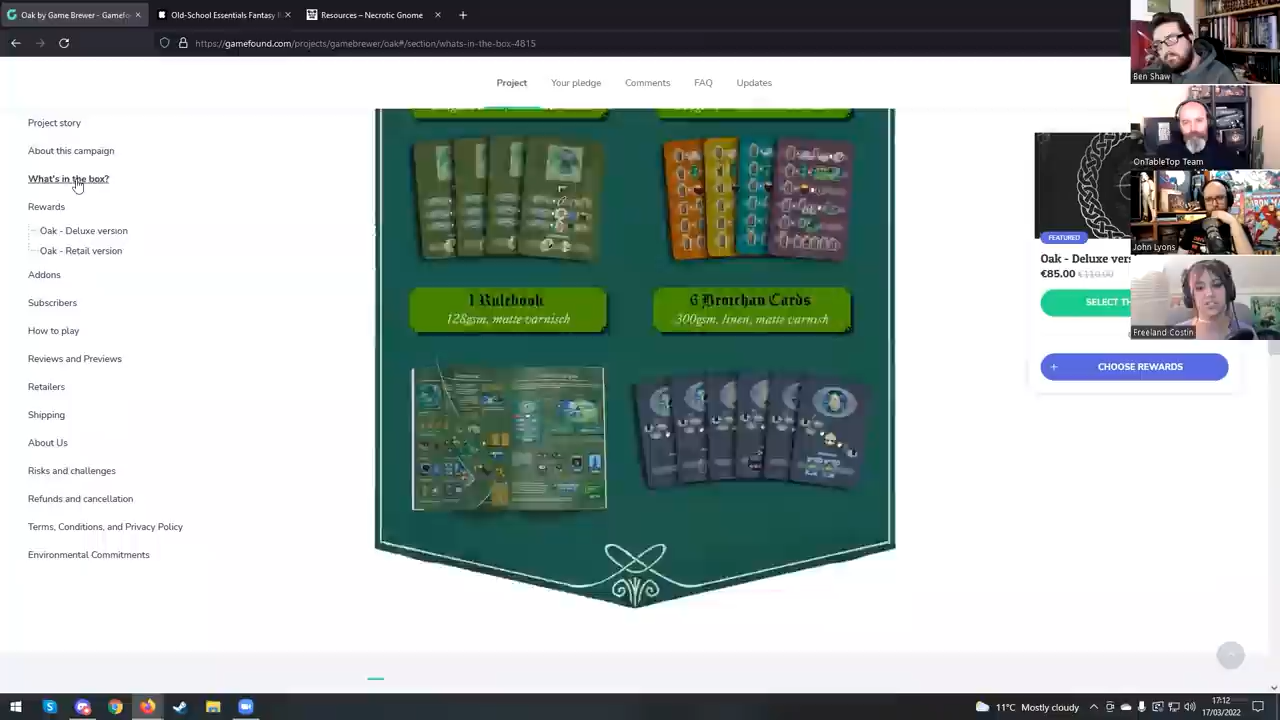 Oak by Game Brewer - Gamefo
Old-School Essentials Fantasy
Resources – Necrotic Gnome
https://gamefound.com/projects/gamebrewer/oak#/section/whats-in-the-box-4815
Project
Your pledge
Comments
FAQ
Updates
Project story
About this campaign
What's in the box?
Rewards
Oak - Deluxe version
Oak - Retail version
Addons
Subscribers
How to play
Reviews and Previews
Retailers
Shipping
About Us
Risks and challenges
Refunds and cancellation
Terms, Conditions, and Privacy Policy
Environmental Commitments
1 Rulebook
128gsm, matte varnisch
6 Broichan Cards
300gsm, linen, matte varnish
FEATURED
Oak - Deluxe vers
€85.00 €110.00
SELECT TH
CHOOSE REWARDS
Ben Shaw
OnTableTop Team
John Lyons
Freeland Costin
11°C Mostly cloudy
17:12
17/03/2022